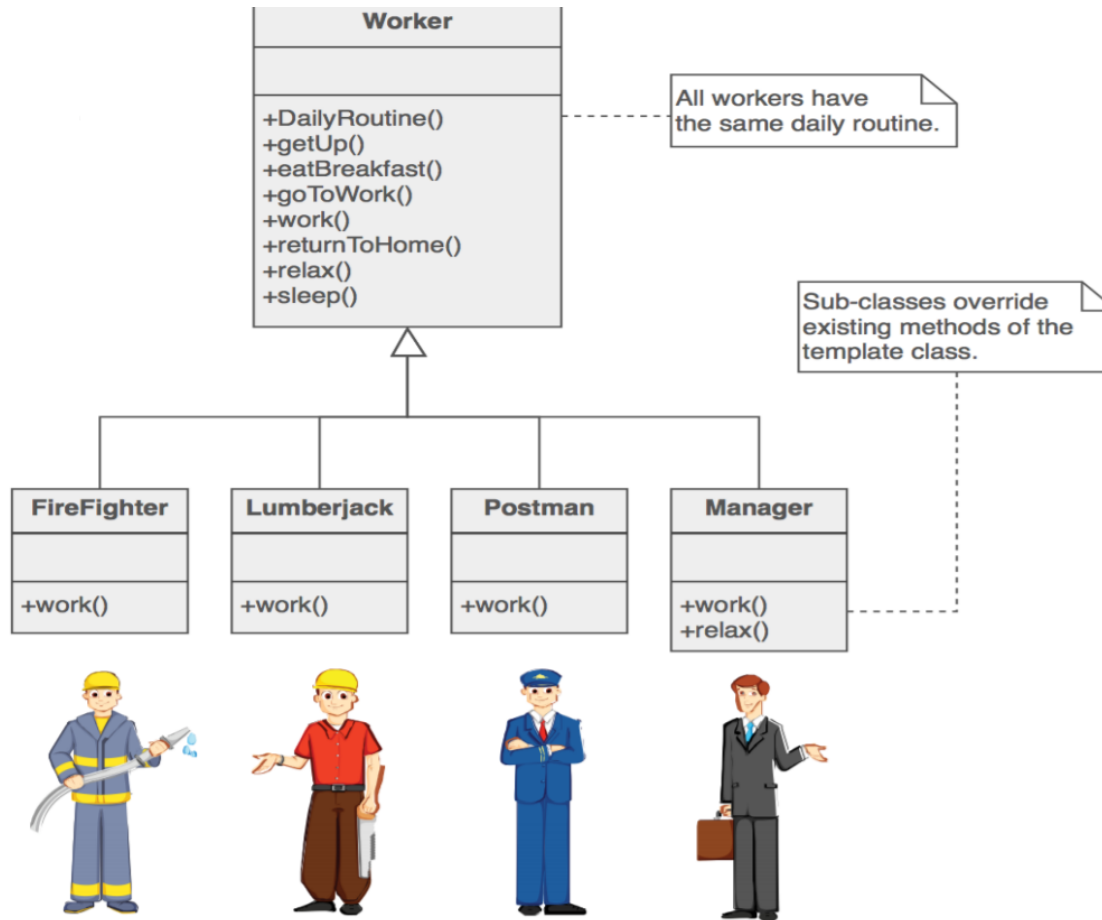 Worker
+DailyRoutine()
+getUp()
+eatBreakfast()
+goToWork()
+work()
+returnToHome()
+relax()
+sleep()
All workers have
the same daily routine.
Sub-classes override
existing methods of the
template class.
FireFighter
+work()
Lumberjack
+work()
Postman
+work()
Manager
+work()
+relax()